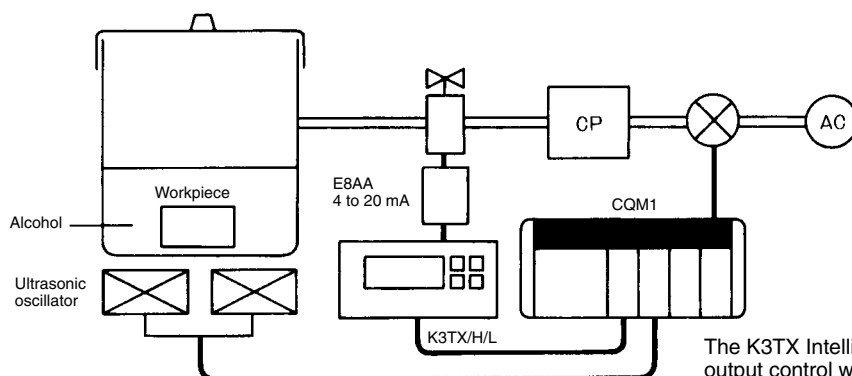 CP
AC
E8AA
4 to 20 mA
CQM1
Workpiece
Alcohol
Ultrasonic
oscillator
K3TX/H/L
The K3TX Intelli
output control w